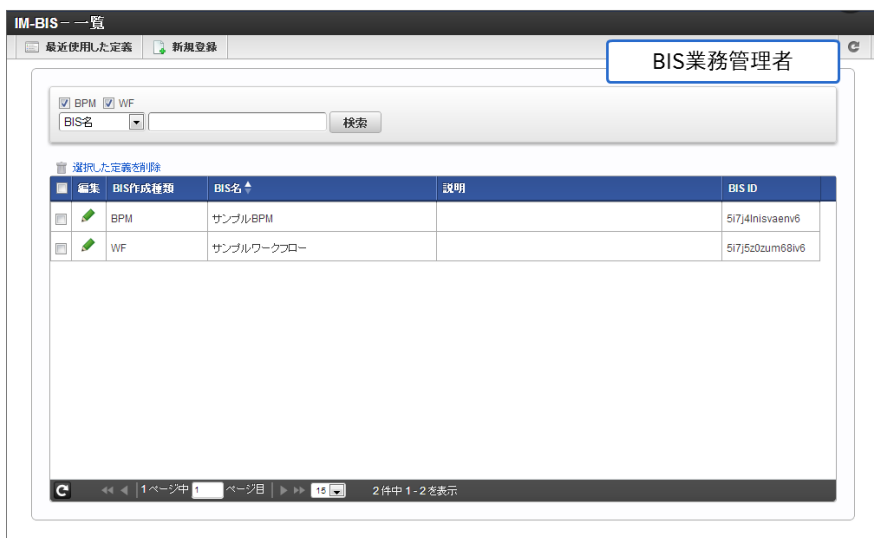 IM-BIS－一覧
最近使用した定義 新規登録
BIS業務管理者
BPM WF
BIS名 検索
選択した定義を削除
編集 BIS作成種類 BIS名 説明 BIS ID
BPM サンプルBPM 5i7j4lnisvaenv6
WF サンプルワークフロー 5i7j5z0zum68iv6
1ページ中 1 ページ目 15 2件中 1 - 2 を表示